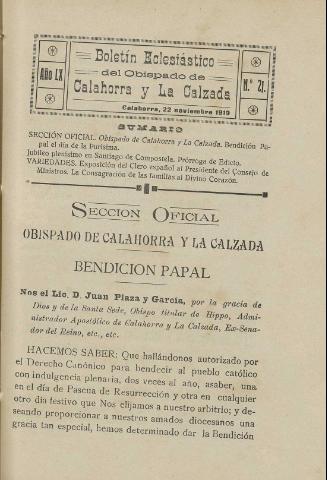 Boletín Eclesiástico
del Obispado de
Calahorra y La Calzada
Año LX
N.º 21.
Calahorra, 22 noviembre 1919
SUMARIO
SECCIÓN OFICIAL. Obispado de Calahorra y La Calzada. Bendición Pa-
pal el día de la Purísima.
Jubileo plenísimo en Santiago de Compostela. Prórroga de Edicto.
VARIEDADES. Exposición del Clero español al Presidente del Consejo de
Ministros. La Consagración de las familias al Divino Corazón.
SECCION OFICIAL
OBISPADO DE CALAHORRA Y LA CALZADA
BENDICION PAPAL
Nos el Lic. D. Juan Plaza y García, por la gracia de
Dios y de la Santa Sede, Obispo titular de Hippo, Admi-
nistrador Apostólico de Calahorra y La Calzada, Ex-Sena-
dor del Reino, etc., etc.
HACEMOS SABER: Que hallándonos autorizado por
el Derecho Canónico para bendecir al pueblo católico
con indulgencia plenaria, dos veces al año, a saber, una
en el día de Pascua de Resurrección y otra en cualquier
otro día festivo que Nos elijamos a nuestro arbitrio; y de-
seando proporcionar a nuestros amados diocesanos una
gracia tan especial, hemos determinado dar la Bendición